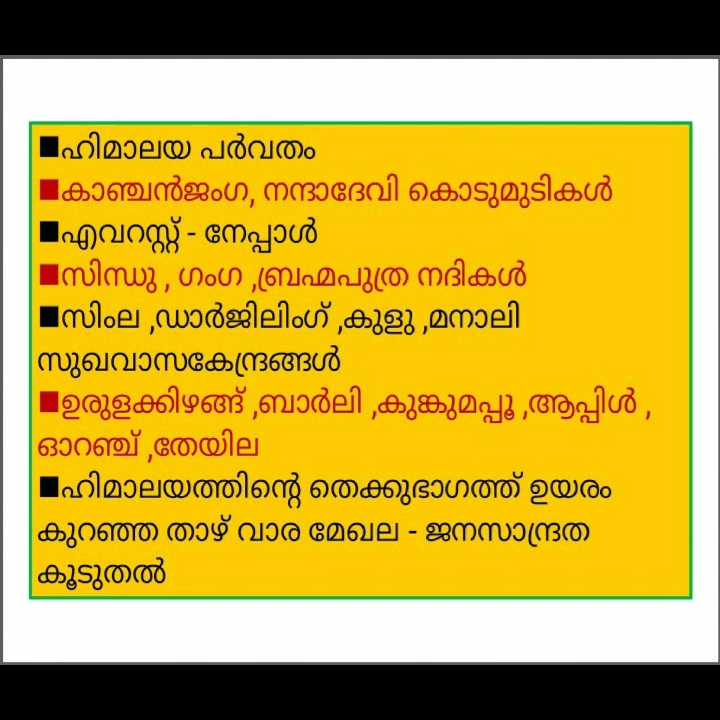 ■ഹിമാലയ പർവതം
■കാഞ്ചൻജംഗ, നന്ദാദേവി കൊടുമുടികൾ
■എവറസ്റ്റ് - നേപ്പാൾ
■സിന്ധു , ഗംഗ ,ബ്രഹ്മപുത്ര നദികൾ
■സിംല ,ഡാർജിലിംഗ് ,കുളു ,മനാലി
സുഖവാസകേന്ദ്രങ്ങൾ
■ഉരുളക്കിഴങ്ങ് ,ബാർലി ,കുങ്കുമപ്പൂ ,ആപ്പിൾ ,
ഓറഞ്ച് ,തേയില
■ഹിമാലയത്തിന്റെ തെക്കുഭാഗത്ത് ഉയരം
കുറഞ്ഞ താഴ് വാര മേഖല - ജനസാന്ദ്രത
കൂടുതൽ